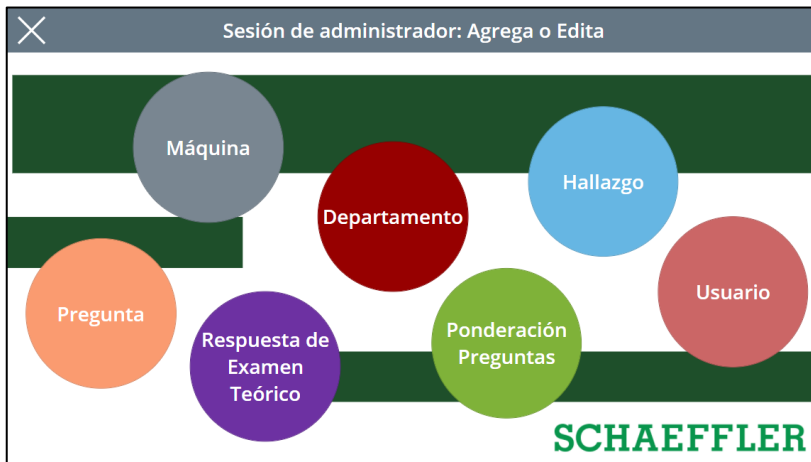 Sesión de administrador: Agrega o Edita
Máquina
Departamento
Hallazgo
Pregunta
Respuesta de
Examen
Teórico
Ponderación
Preguntas
Usuario
SCHAEFFLER